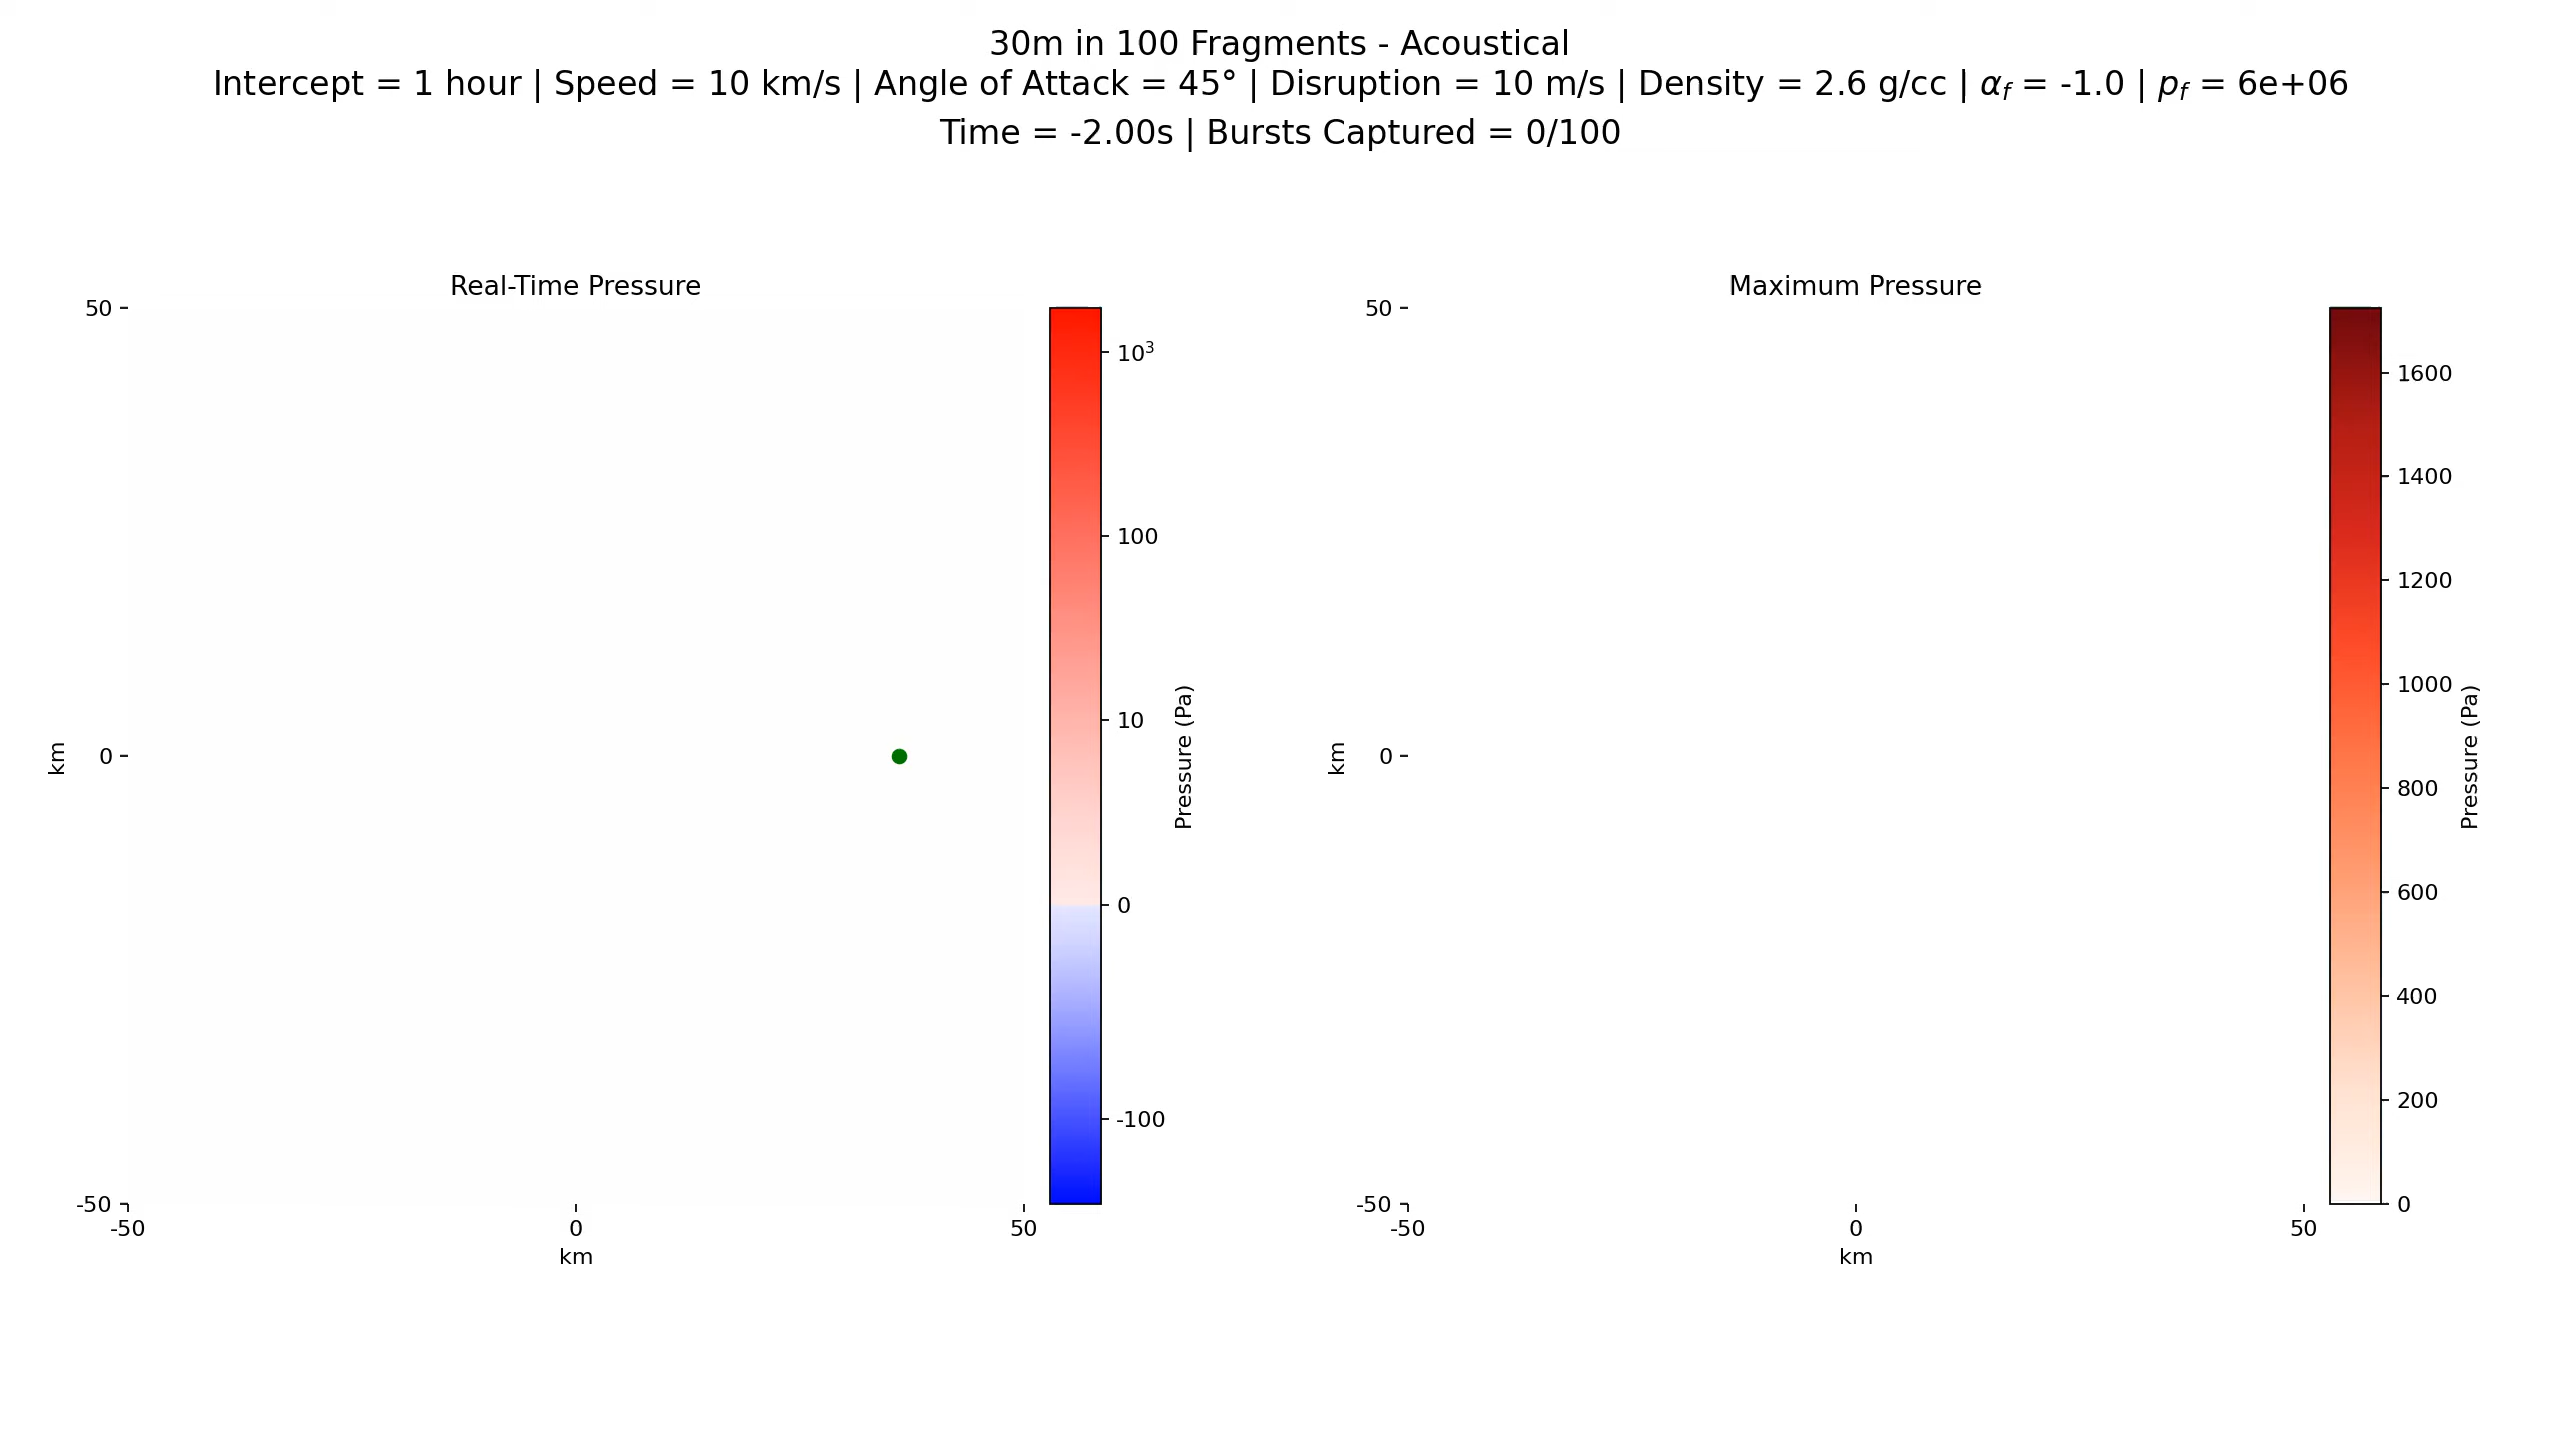 30m in 100 Fragments - Acoustical
Intercept = 1 hour | Speed = 10 km/s | Angle of Attack = 45° | Disruption = 10 m/s | Density = 2.6 g/cc | α_f = -1.0 | p_f = 6e+06
Time = -2.00s | Bursts Captured = 0/100
Real-Time Pressure
50
0
-50
km
-50
0
50
km
10³
100
10
0
-100
Pressure (Pa)
Maximum Pressure
50
0
-50
km
-50
0
50
km
1600
1400
1200
1000
800
600
400
200
0
Pressure (Pa)